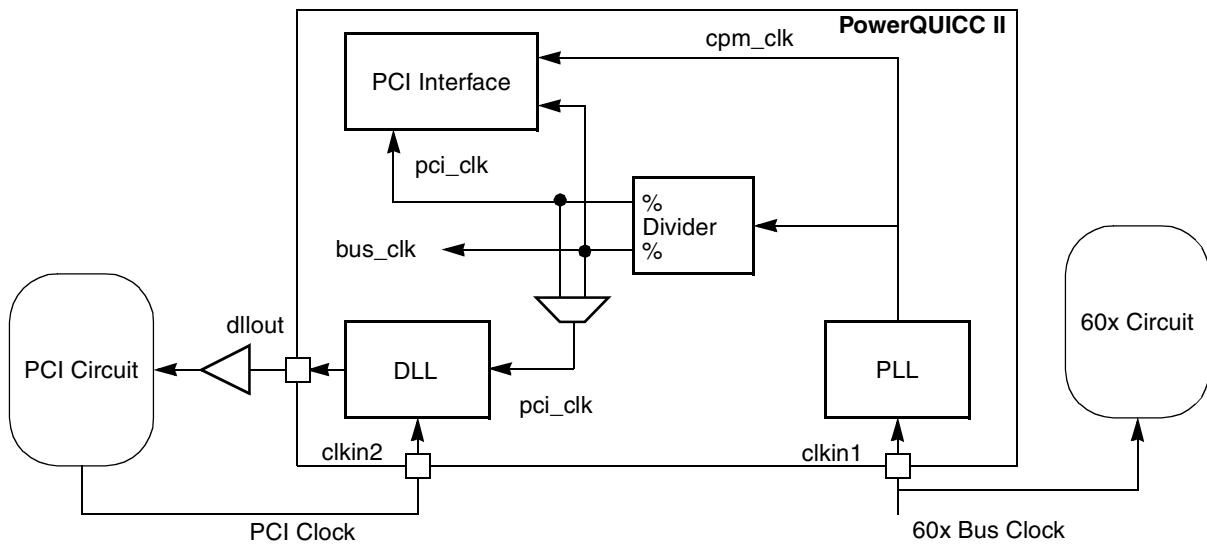 PowerQUICC II
cpm_clk
PCI Interface
pci_clk
%
Divider
%
bus_clk
dllout
60x Circuit
PCI Circuit
DLL
PLL
pci_clk
clkin2
clkin1
PCI Clock
60x Bus Clock